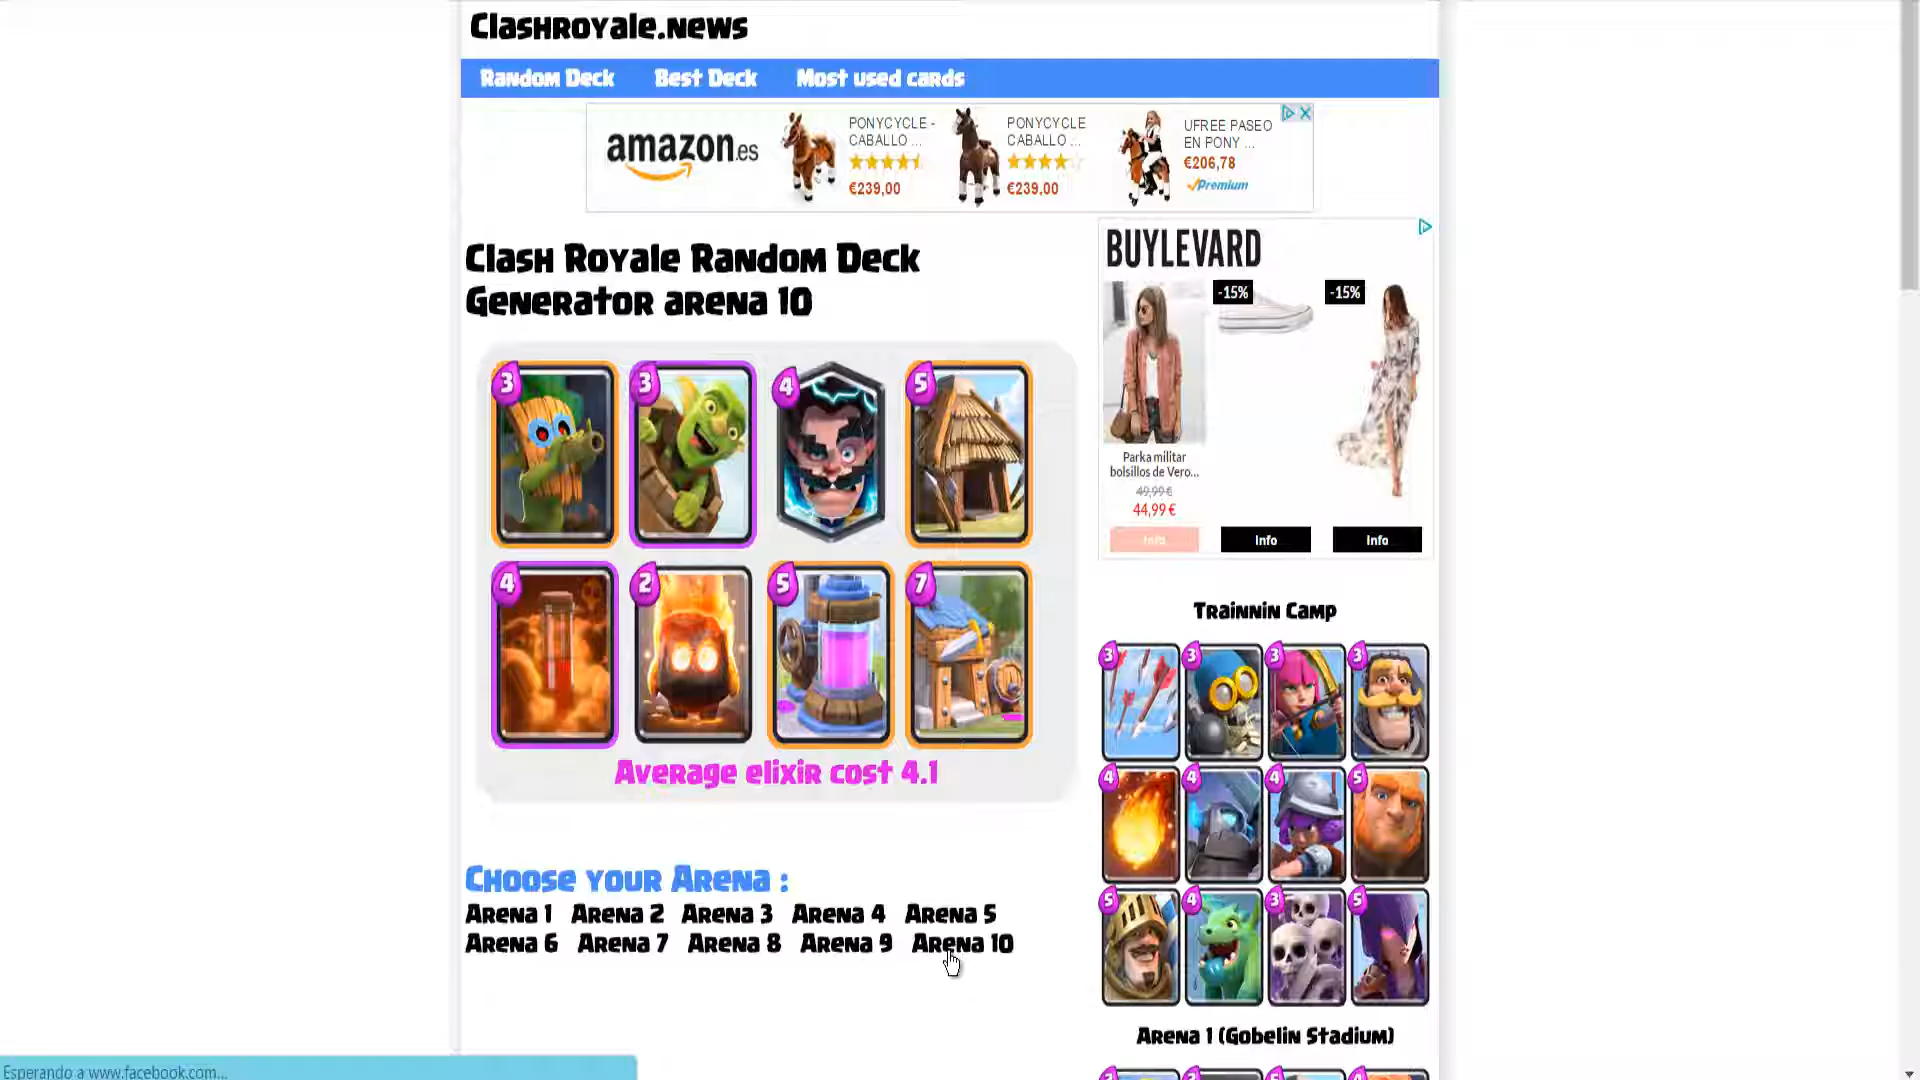 Clashroyale.news
Random Deck Best Deck Most used cards
amazon.es
PONYCYCLE -
CABALLO ...
€239,00
PONYCYCLE
CABALLO ...
€239,00
UFREE PASEO
EN PONY ...
€206,78
Premium
Clash Royale Random Deck
Generator arena 10
3 3 4 5
4 2 5 7
Average elixir cost 4.1
Choose your Arena :
Arena 1 Arena 2 Arena 3 Arena 4 Arena 5
Arena 6 Arena 7 Arena 8 Arena 9 Arena 10
BUYLEVARD
-15% -15%
Parka militar
bolsillos de Vero...
49,99 €
44,99 €
Info Info Info
Trainnin Camp
3 3 3 3
4 4 4 5
5 4 3 5
Arena 1 (Gobelin Stadium)
Esperando a www.facebook.com...